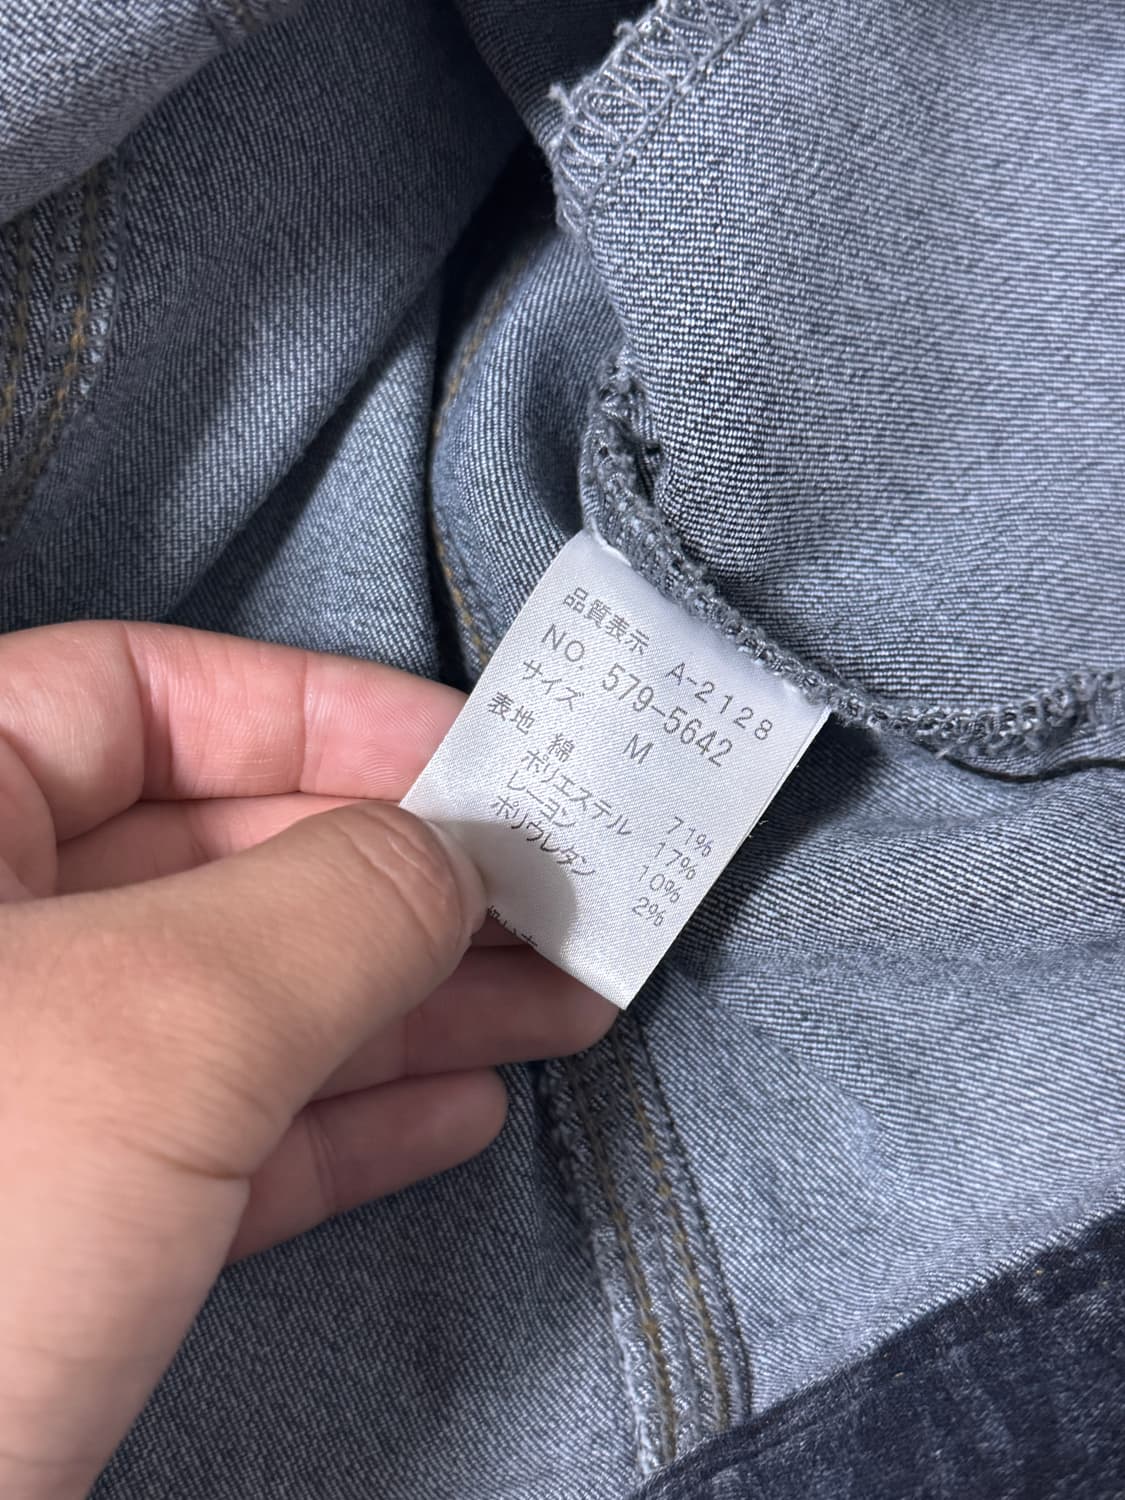 品質表示 A-2128
NO. 579-5642
サイズ M
表地 綿 71%
ポリエステル 17%
レーヨン 10%
ポリウレタン 2%